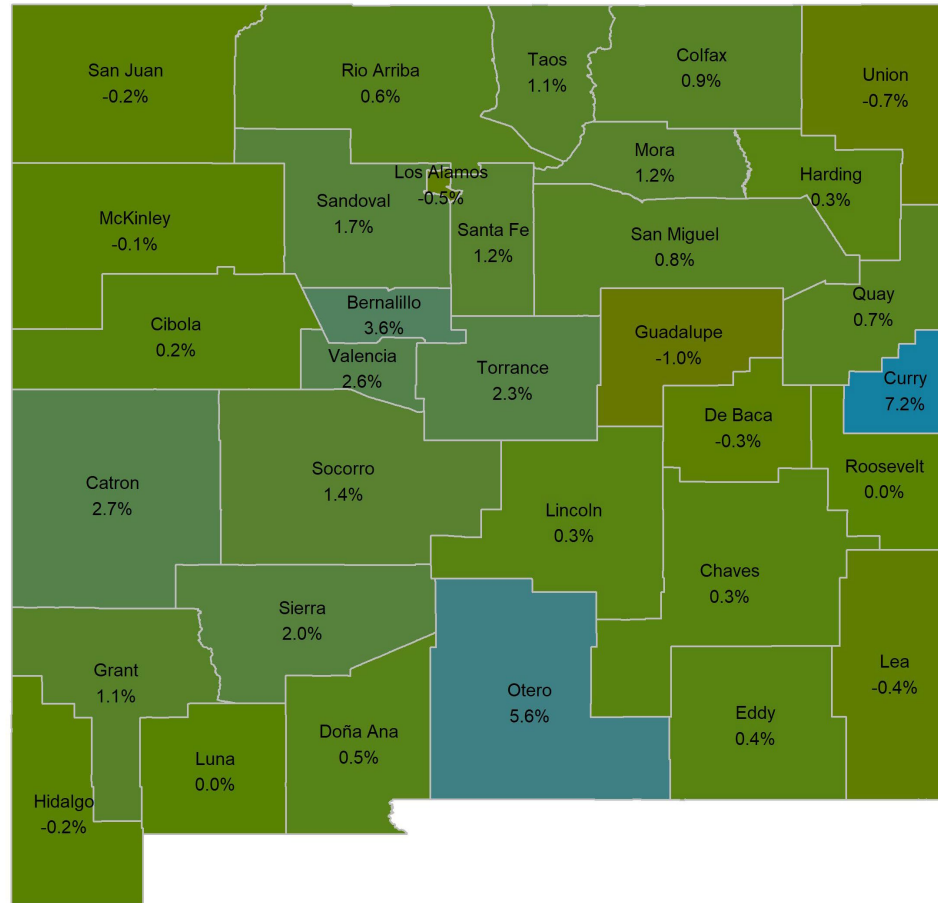 San Juan
-0.2%
Rio Arriba
0.6%
Taos
1.1%
Colfax
0.9%
Union
-0.7%
McKinley
-0.1%
Sandoval
1.7%
Los Alamos
-0.5%
Santa Fe
1.2%
Mora
1.2%
Harding
0.3%
San Miguel
0.8%
Quay
0.7%
Cibola
0.2%
Bernalillo
3.6%
Valencia
2.6%
Torrance
2.3%
Guadalupe
-1.0%
Curry
7.2%
De Baca
-0.3%
Roosevelt
0.0%
Catron
2.7%
Socorro
1.4%
Lincoln
0.3%
Chaves
0.3%
Sierra
2.0%
Grant
1.1%
Otero
5.6%
Lea
-0.4%
Eddy
0.4%
Doña Ana
0.5%
Luna
0.0%
Hidalgo
-0.2%